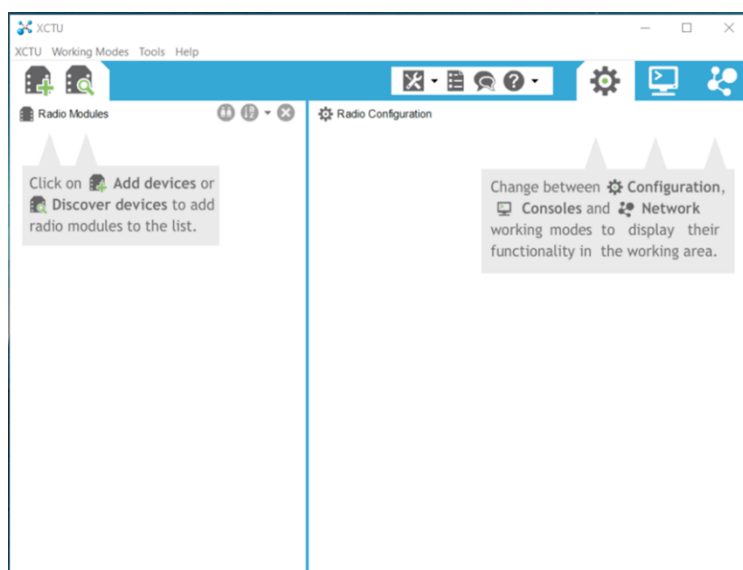 XCTU
XCTU Working Modes Tools Help
Radio Modules
Radio Configuration
Click on Add devices or
Discover devices to add
radio modules to the list.
Change between Configuration,
Consoles and Network
working modes to display their
functionality in the working area.